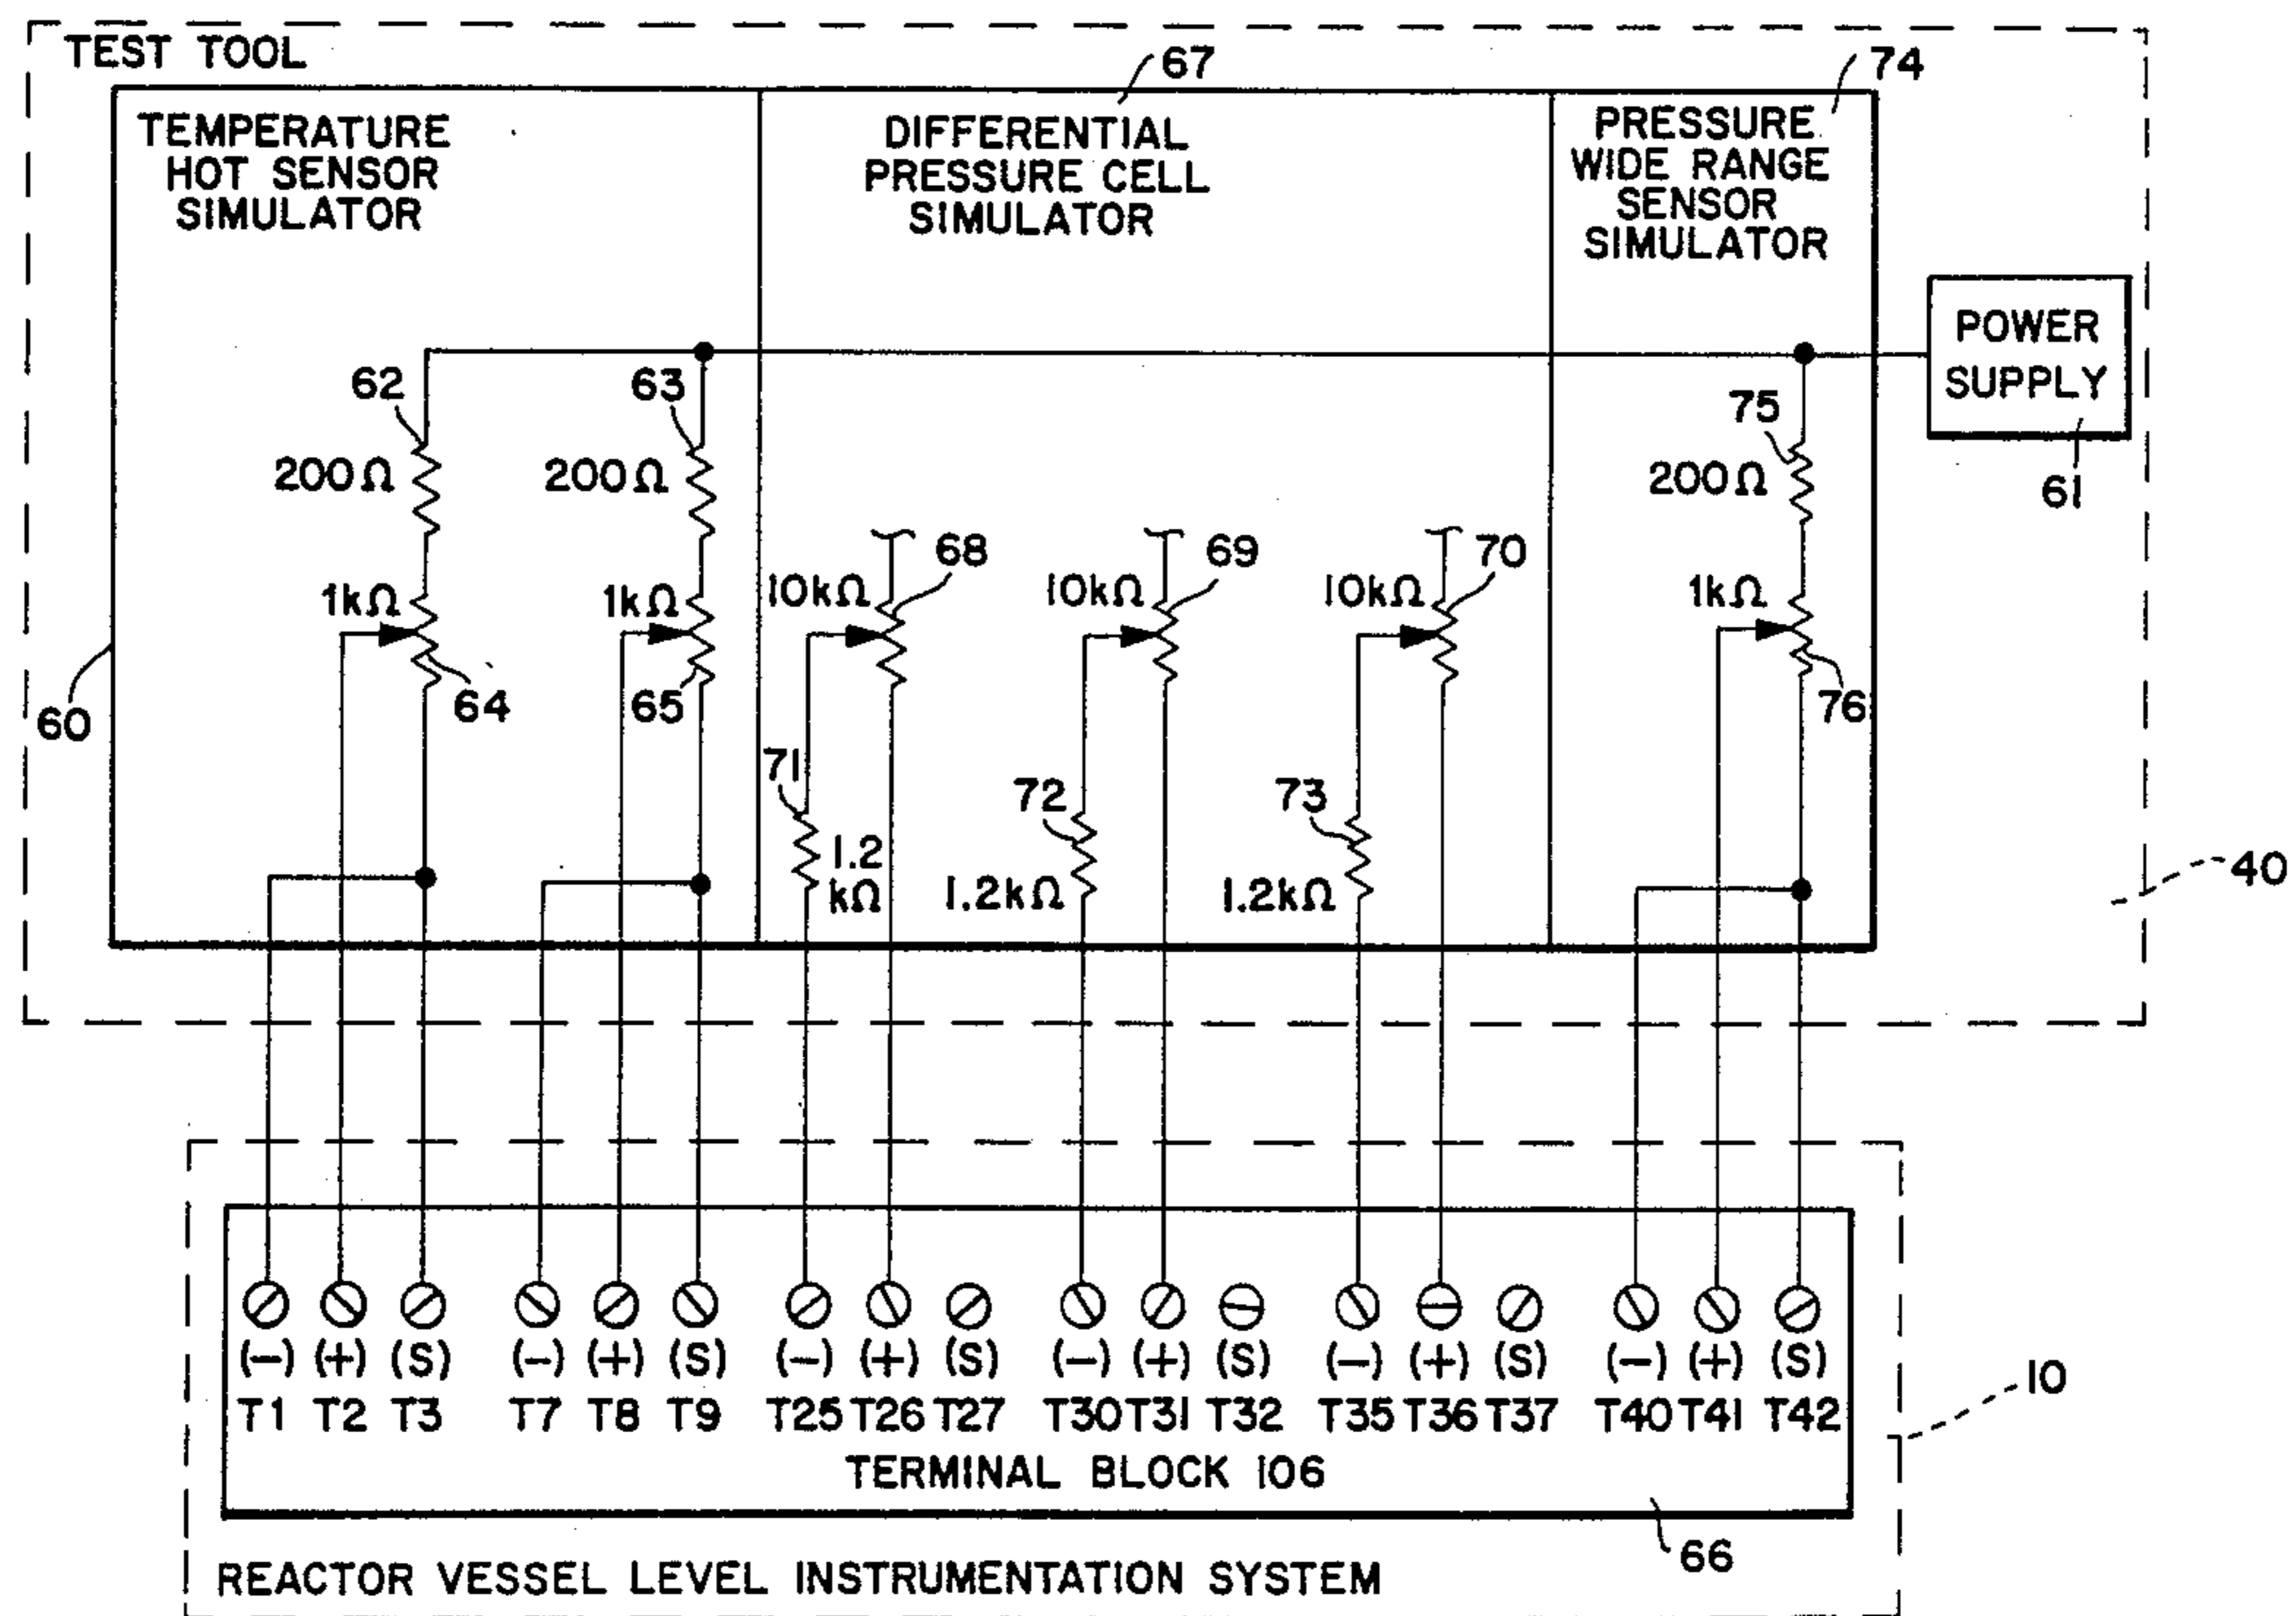 TEST TOOL
67
74
TEMPERATURE
HOT SENSOR
SIMULATOR
DIFFERENTIAL
PRESSURE CELL
SIMULATOR
PRESSURE
WIDE RANGE
SENSOR
SIMULATOR
POWER
SUPPLY
61
62
63
75
200Ω
200Ω
200Ω
68
69
70
1kΩ
1kΩ
10kΩ
10kΩ
10kΩ
1kΩ
60
64
65
76
71
72
73
1.2
kΩ
1.2kΩ
1.2kΩ
40
(-) (+) (S) (-) (+) (S) (-) (+) (S) (-) (+) (S) (-) (+) (S) (-) (+) (S)
T1 T2 T3 T7 T8 T9 T25 T26 T27 T30 T31 T32 T35 T36 T37 T40 T41 T42
10
TERMINAL BLOCK 106
66
REACTOR VESSEL LEVEL INSTRUMENTATION SYSTEM